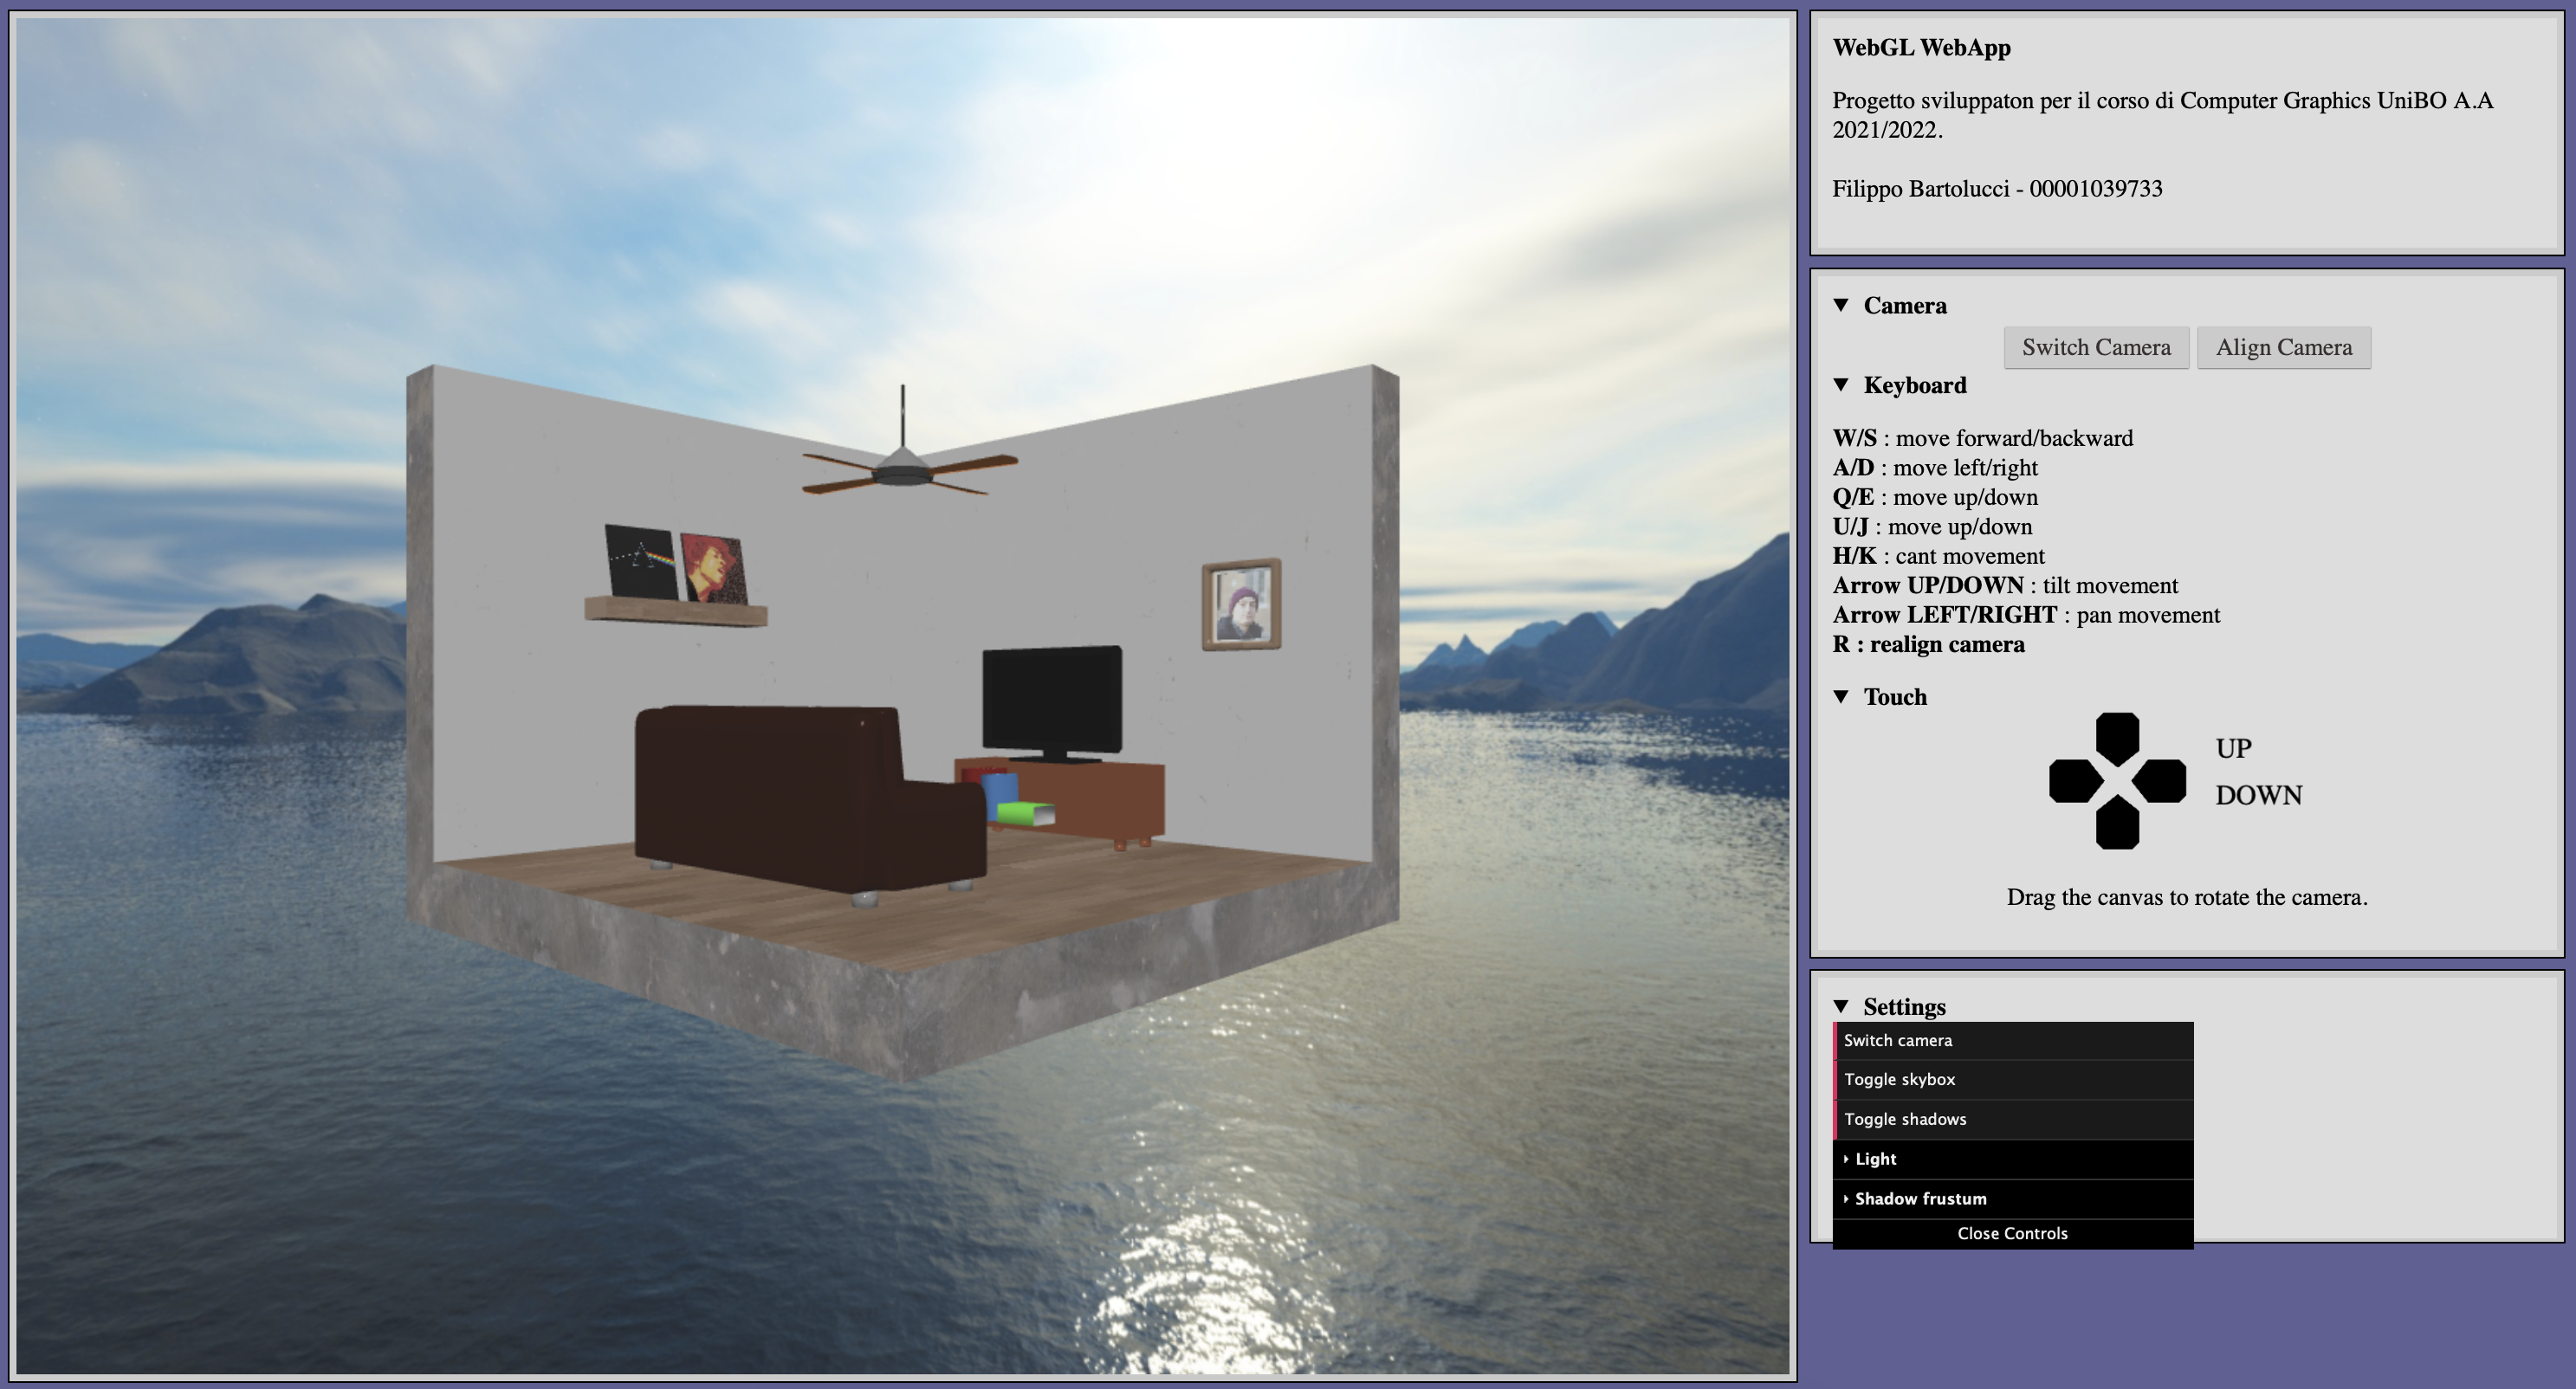 WebGL WebApp
Progetto sviluppaton per il corso di Computer Graphics UniBO A.A
2021/2022.
Filippo Bartolucci - 00001039733
Camera
Switch Camera Align Camera
Keyboard
W/S : move forward/backward
A/D : move left/right
Q/E : move up/down
U/J : move up/down
H/K : cant movement
Arrow UP/DOWN : tilt movement
Arrow LEFT/RIGHT : pan movement
R : realign camera
Touch
UP
DOWN
Drag the canvas to rotate the camera.
Settings
Switch camera
Toggle skybox
Toggle shadows
Light
Shadow frustum
Close Controls